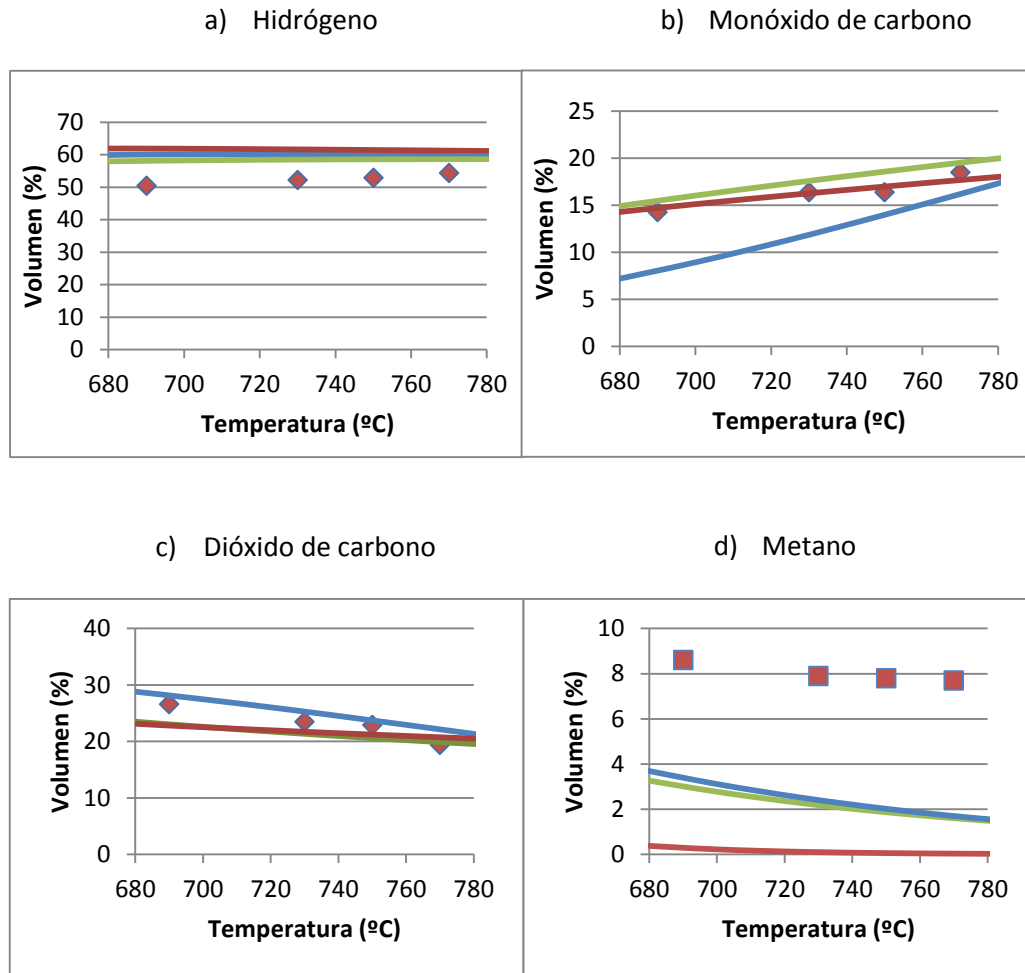 a) Hidrógeno
b) Monóxido de carbono
Volumen (%)
70
60
50
40
30
20
10
0
680 700 720 740 760 780
Temperatura (ºC)
Volumen (%)
25
20
15
10
5
0
680 700 720 740 760 780
Temperatura (ºC)
c) Dióxido de carbono
d) Metano
Volumen (%)
40
30
20
10
0
680 700 720 740 760 780
Temperatura (ºC)
Volumen (%)
10
8
6
4
2
0
680 700 720 740 760 780
Temperatura (ºC)